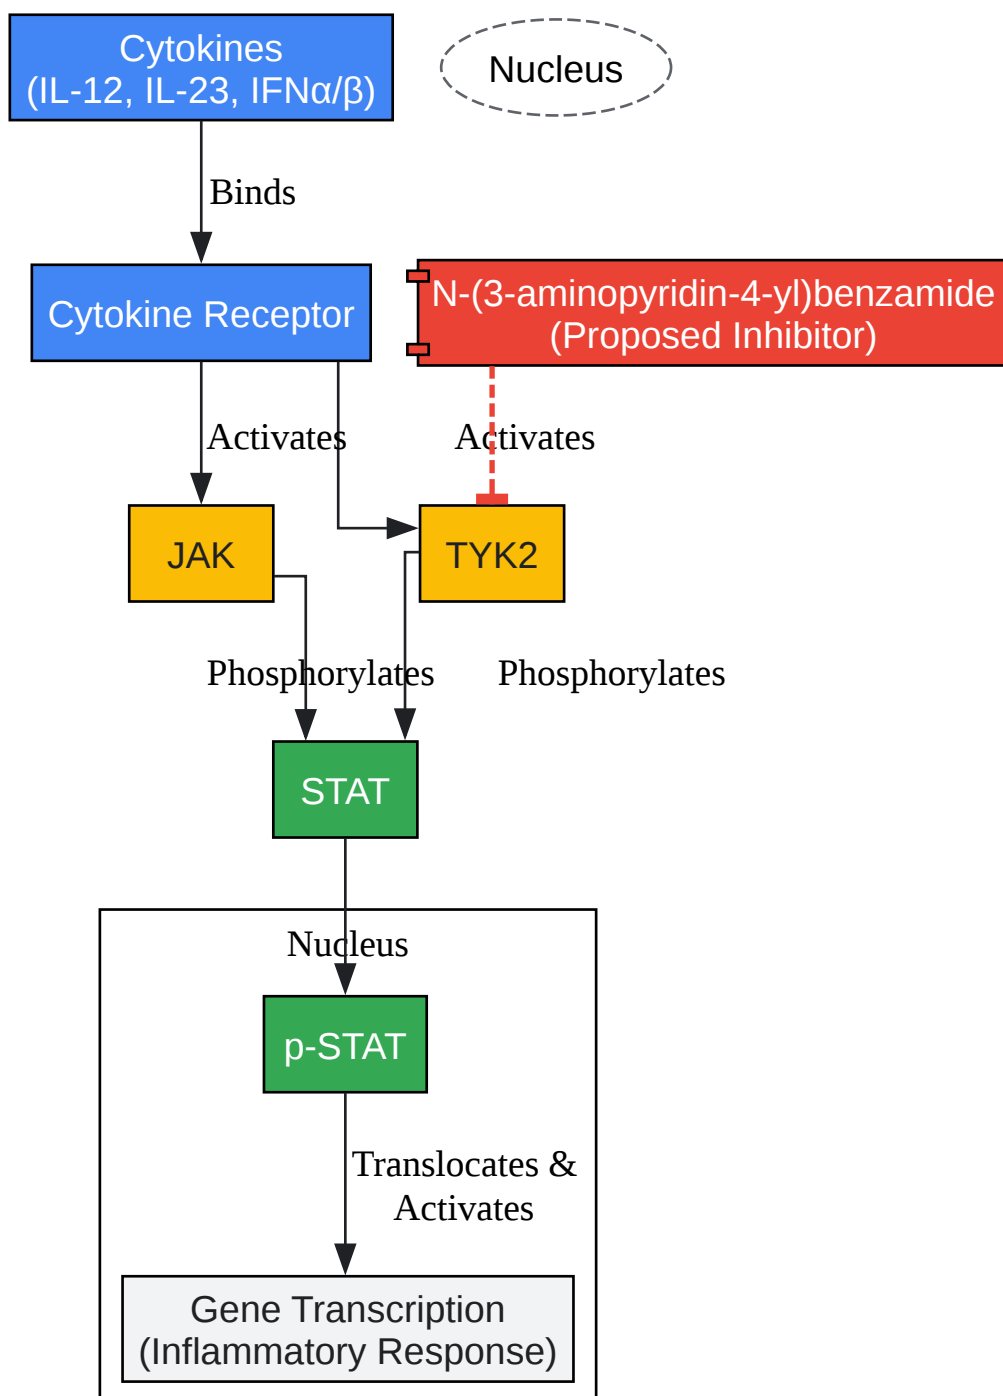 Cytokines
(IL-12, IL-23, IFNα/β)
Nucleus
Binds
Cytokine Receptor
N-(3-aminopyridin-4-yl)benzamide
(Proposed Inhibitor)
Activates
Activates
JAK
TYK2
Phosphorylates
Phosphorylates
STAT
Nucleus
p-STAT
Translocates &
Activates
Gene Transcription
(Inflammatory Response)